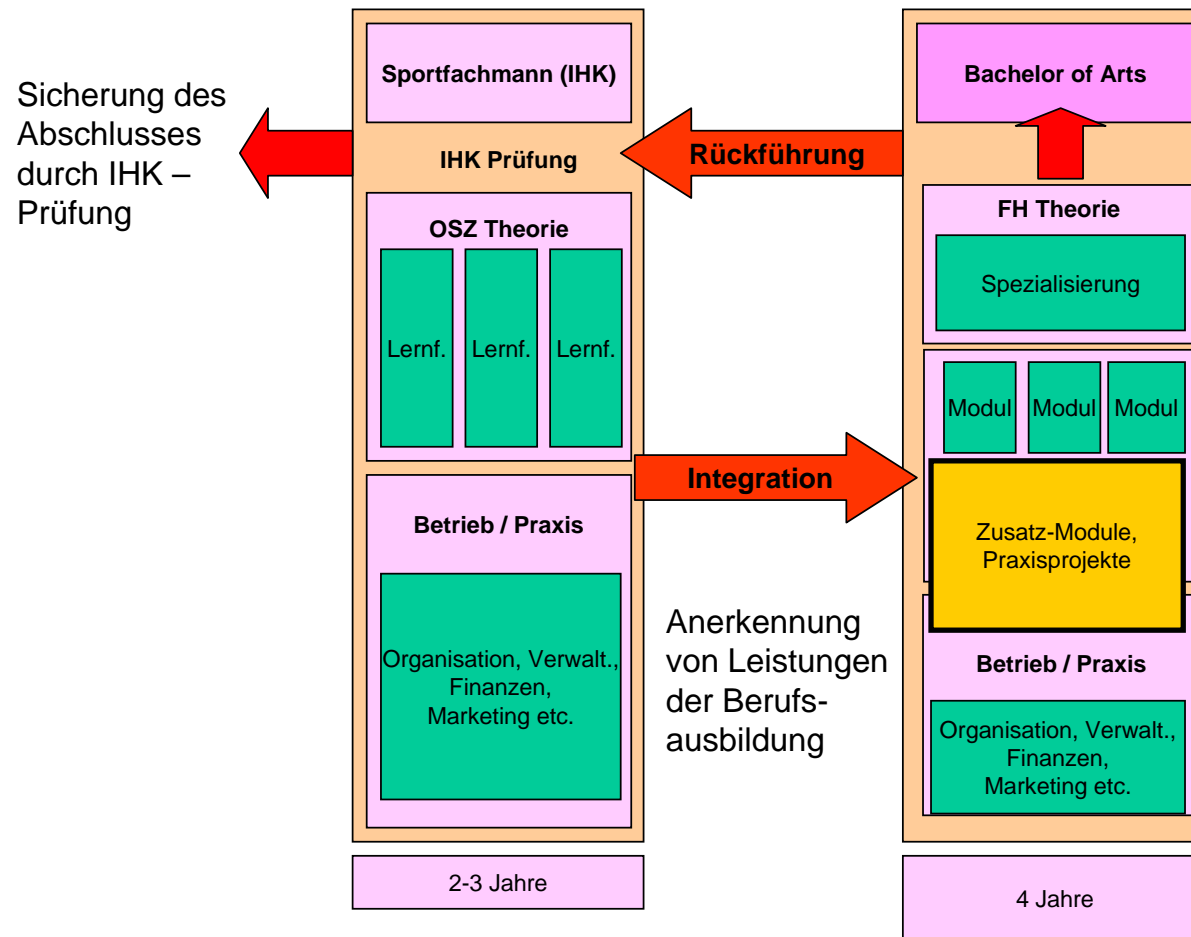 Sicherung des
Abschlusses
durch IHK –
Prüfung
Sportfachmann (IHK)
IHK Prüfung
OSZ Theorie
Lernf.
Lernf.
Lernf.
Betrieb / Praxis
Organisation, Verwalt.,
Finanzen,
Marketing etc.
2-3 Jahre
Rückführung
Integration
Anerkennung
von Leistungen
der Berufs-
ausbildung
Bachelor of Arts
FH Theorie
Spezialisierung
Modul
Modul
Modul
Zusatz-Module,
Praxisprojekte
Betrieb / Praxis
Organisation, Verwalt.,
Finanzen,
Marketing etc.
4 Jahre